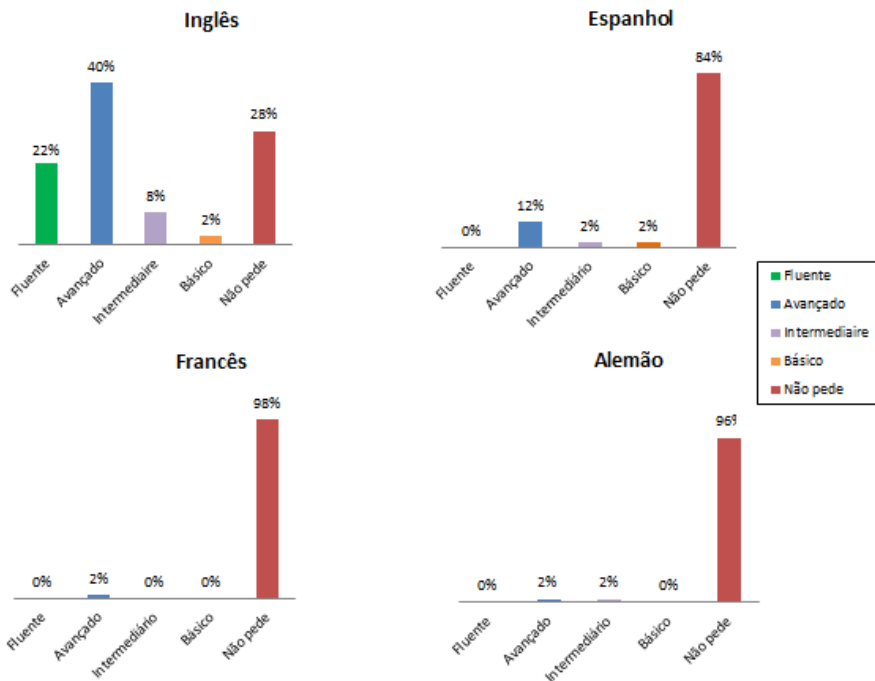 Inglês
22%
40%
8%
2%
28%
Fluente
Avançado
Intermediaire
Básico
Não pede
Espanhol
0%
12%
2%
2%
84%
Fluente
Avançado
Intermediário
Básico
Não pede
Fluente
Avançado
Intermediaire
Básico
Não pede
Francês
0%
2%
0%
0%
98%
Fluente
Avançado
Intermediário
Básico
Não pede
Alemão
0%
2%
2%
0%
96%
Fluente
Avançado
Intermediário
Básico
Não pede